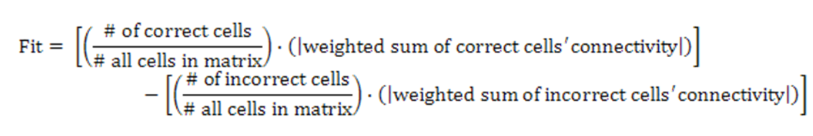 Fit = [(# of correct cells / # all cells in matrix) · (|weighted sum of correct cells'connectivity|)]
− [(# of incorrect cells / # all cells in matrix) · (|weighted sum of incorrect cells'connectivity|)]